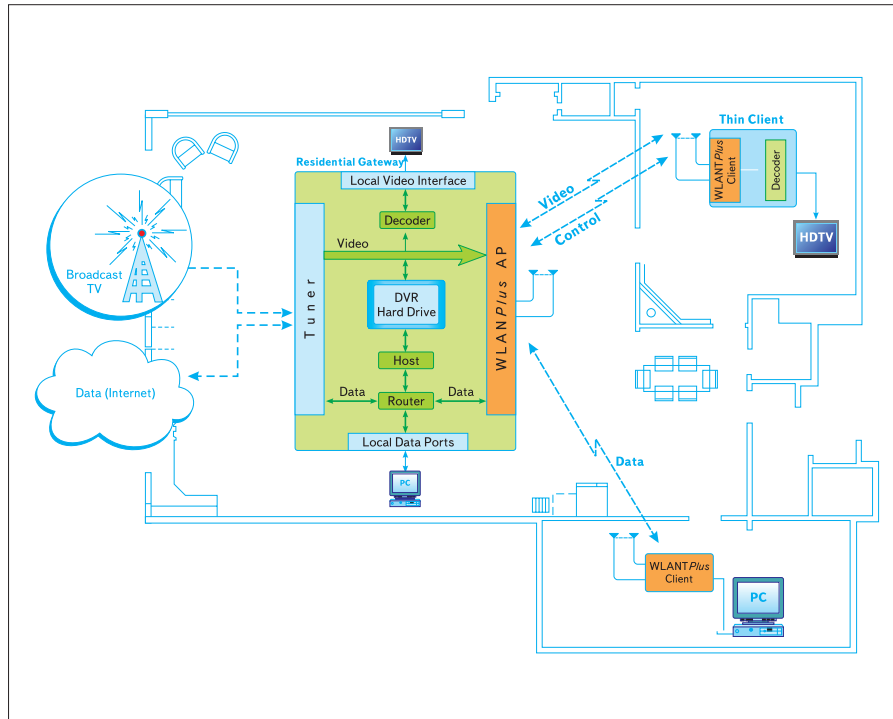 HDTV
Residential Gateway
Local Video Interface
Decoder
Video
Tuner
DVR
Hard Drive
WLANPlus AP
Host
Data
Router
Data
Local Data Ports
PC
Broadcast
TV
Data (Internet)
Video
Control
Thin Client
WLANTPlus
Client
Decoder
HDTV
Data
WLANTPlus
Client
PC